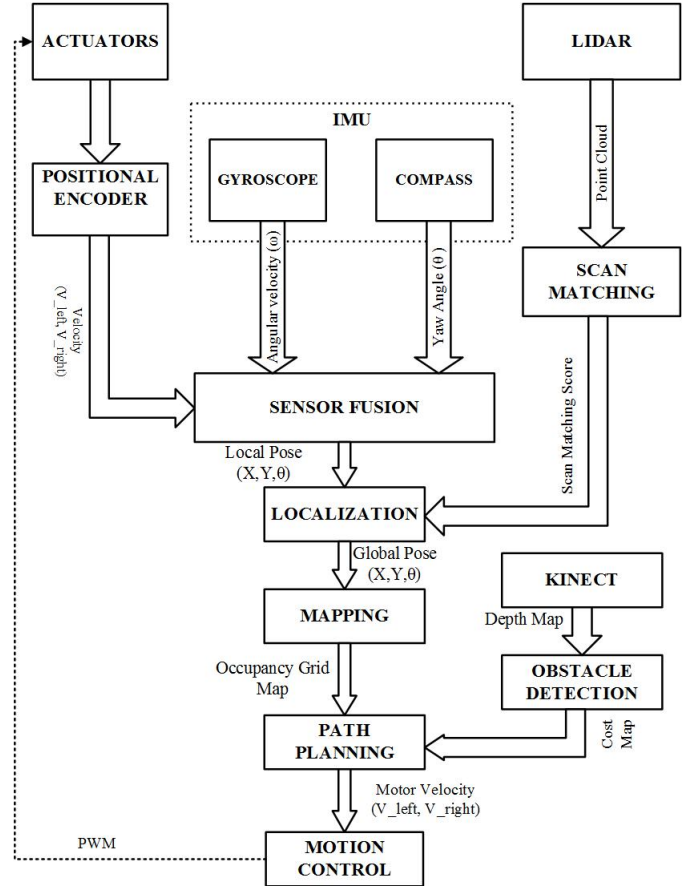 ACTUATORS
LIDAR
IMU
GYROSCOPE
COMPASS
Point Cloud
POSITIONAL
ENCODER
Angular velocity (ω)
Yaw Angle (θ)
SCAN
MATCHING
Velocity
(V_left, V_right)
SENSOR FUSION
Scan Matching Score
Local Pose
(X,Y,θ)
LOCALIZATION
Global Pose
(X,Y,θ)
KINECT
MAPPING
Depth Map
Occupancy Grid
Map
OBSTACLE
DETECTION
PATH
PLANNING
Cost
Map
Motor Velocity
(V_left, V_right)
PWM
MOTION
CONTROL